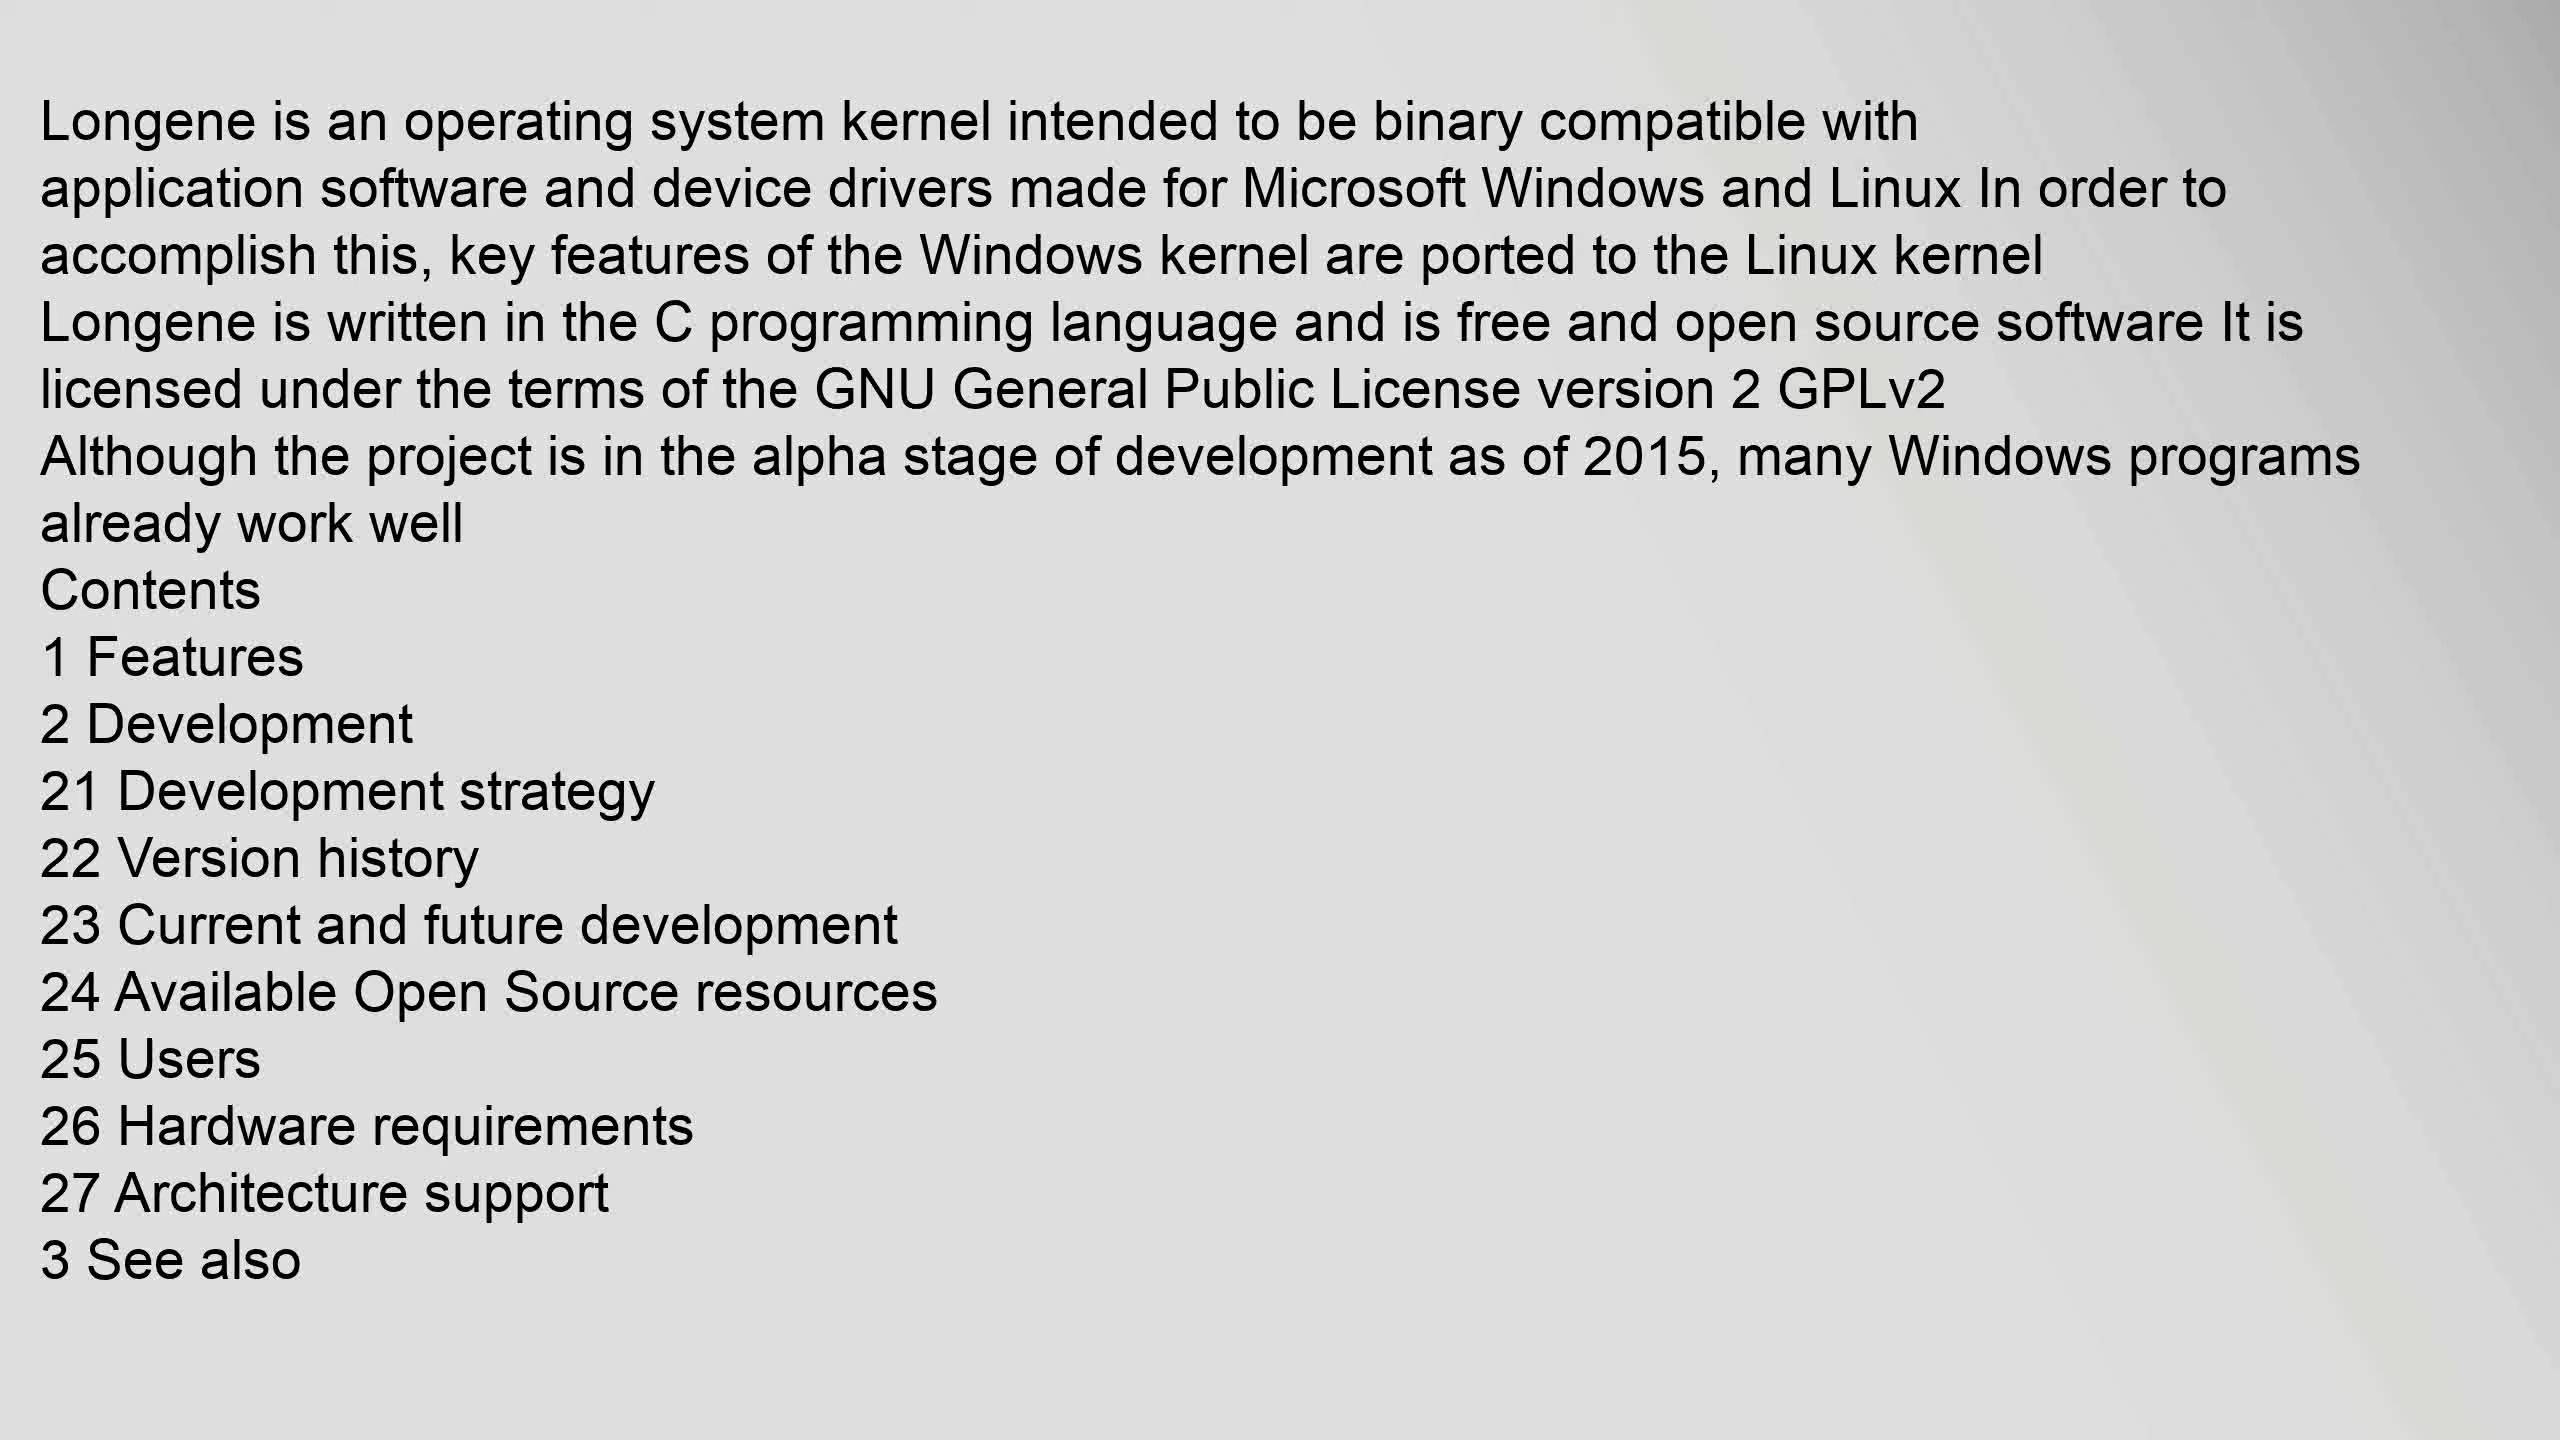 Longene is an operating system kernel intended to be binary compatible with
application software and device drivers made for Microsoft Windows and Linux In order to
accomplish this, key features of the Windows kernel are ported to the Linux kernel
Longene is written in the C programming language and is free and open source software It is
licensed under the terms of the GNU General Public License version 2 GPLv2
Although the project is in the alpha stage of development as of 2015, many Windows programs
already work well
Contents
1 Features
2 Development
21 Development strategy
22 Version history
23 Current and future development
24 Available Open Source resources
25 Users
26 Hardware requirements
27 Architecture support
3 See also